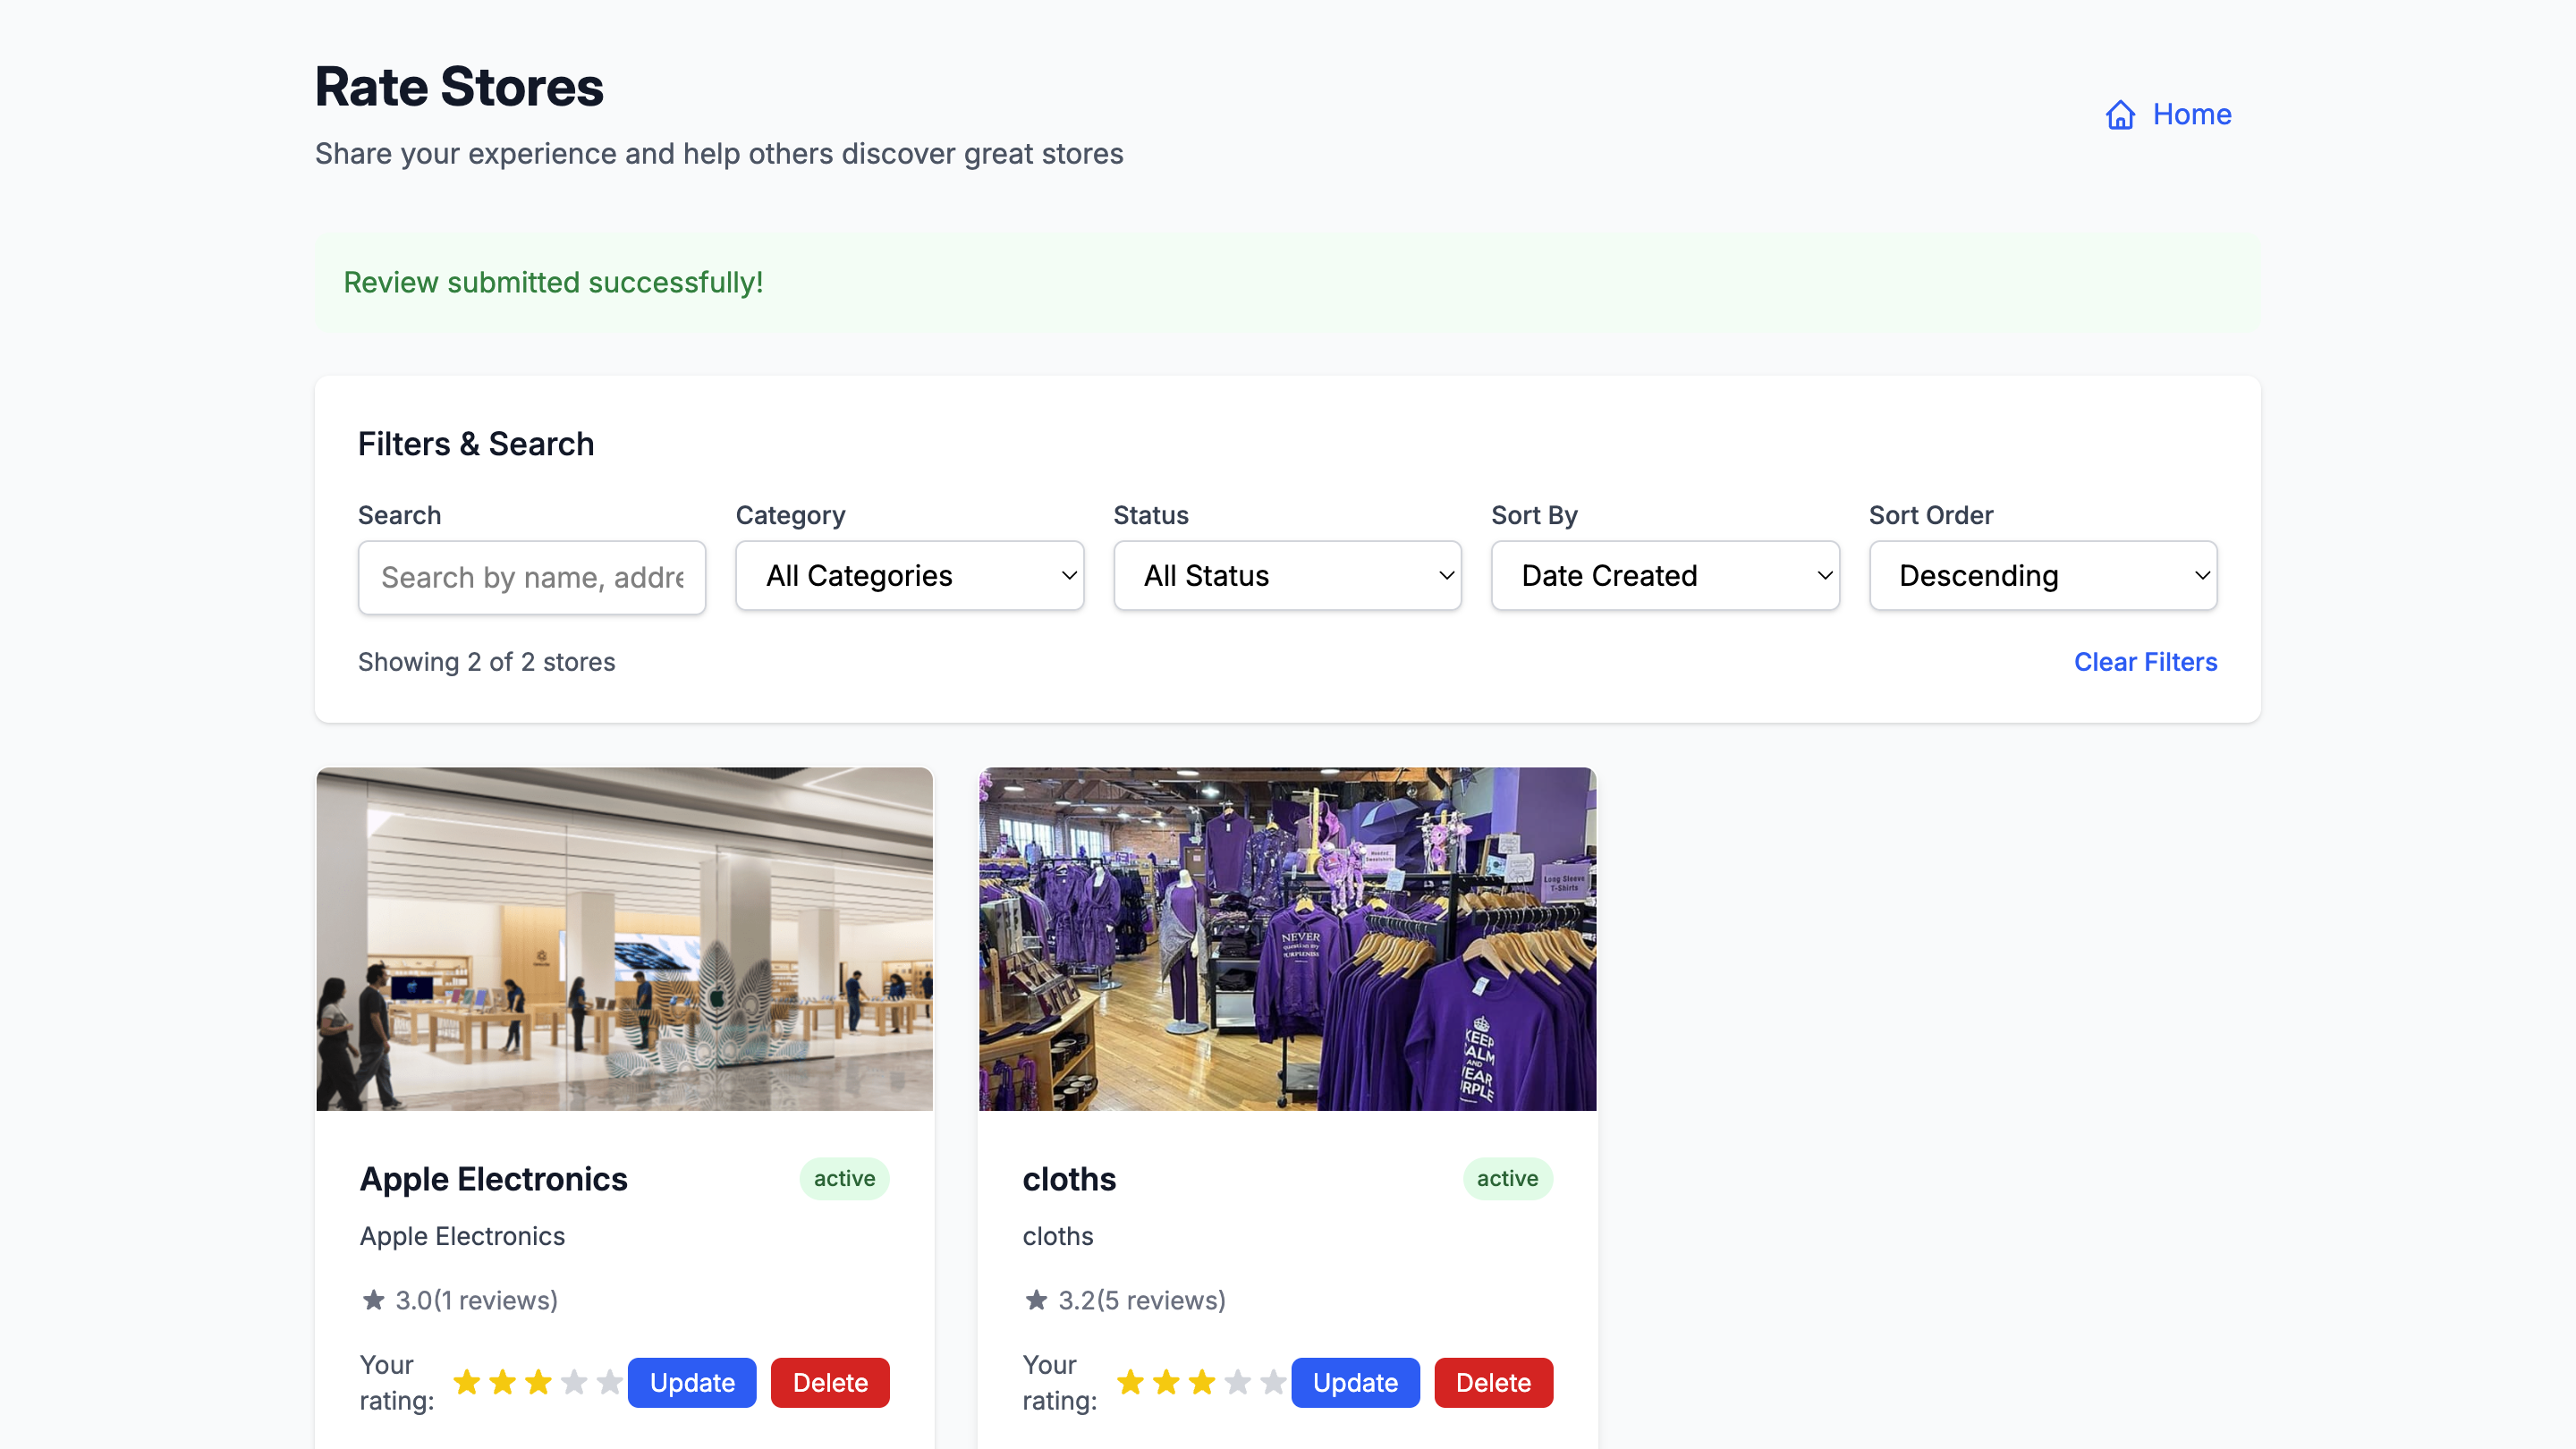 Rate Stores
Home
Share your experience and help others discover great stores
Review submitted successfully!
Filters & Search
Search
Category
Status
Sort By
Sort Order
Search by name, addre
All Categories
All Status
Date Created
Descending
Showing 2 of 2 stores
Clear Filters
Long Sleeve
T-Shirts
NEVER
question my
PURPLENESS
KEEP
CALM
AND
WEAR
Apple Electronics
active
Apple Electronics
3.0(1 reviews)
Your
rating:
Update
Delete
cloths
active
cloths
3.2(5 reviews)
Your
rating:
Update
Delete